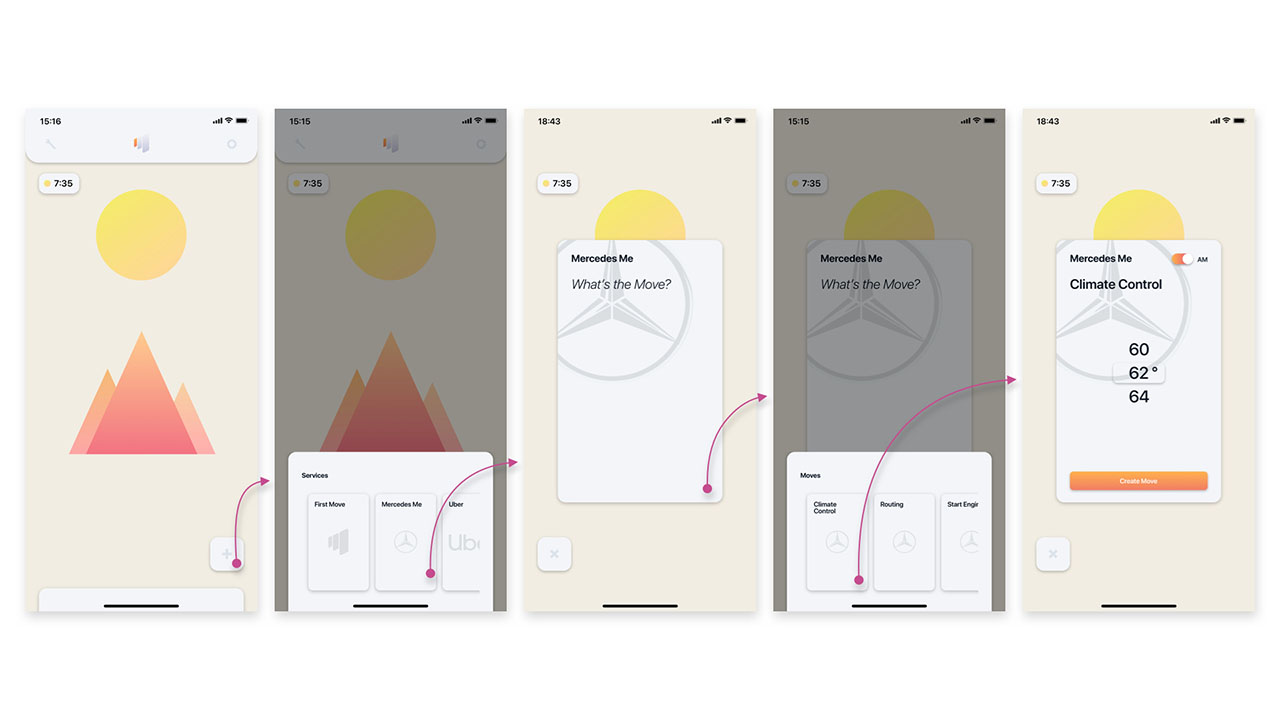 15:16
7:35
15:15
7:35
Services
First Move
Mercedes Me
Uber
Ub
18:43
7:35
Mercedes Me
What's the Move?
15:15
7:35
Mercedes Me
What's the Move?
Moves
Climate
Control
Routing
Start Engin
18:43
7:35
Mercedes Me
AM
Climate Control
60
62°
64
Create Move